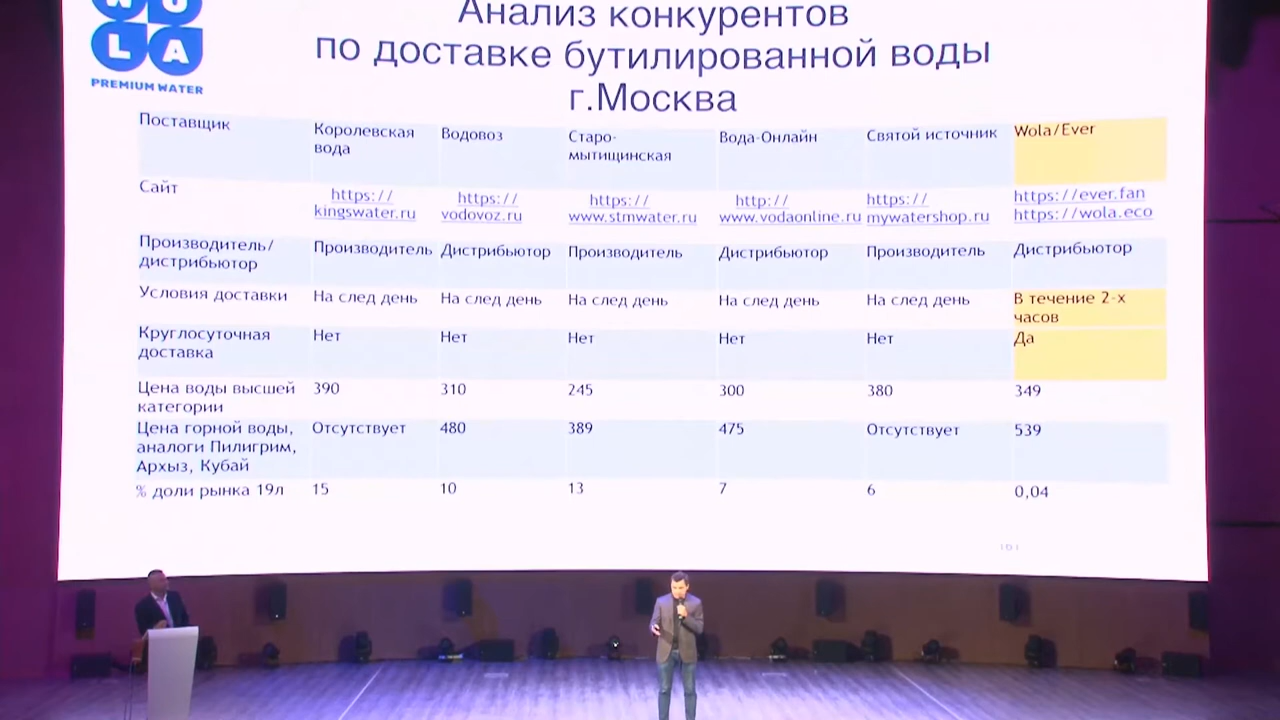 W U
L A
PREMIUM WATER
Анализ конкурентов
по доставке бутилированной воды
г.Москва
Поставщик
Королевская
вода
Водовоз
Старо-
мытищинская
Вода-Онлайн
Святой источник
Wola/Ever
Сайт
https://
kingswater.ru
https://
vodovoz.ru
https://
www.stmwater.ru
http://
www.vodaonline.ru
https://
mywatershop.ru
https://ever.fan
https://wola.eco
Производитель/
дистрибьютор
Производитель
Дистрибьютор
Производитель
Дистрибьютор
Производитель
Дистрибьютор
Условия доставки
На след день
На след день
На след день
На след день
На след день
В течение 2-х
часов
Круглосуточная
доставка
Нет
Нет
Нет
Нет
Нет
Да
Цена воды высшей
категории
390
310
245
300
380
349
Цена горной воды,
аналоги Пилигрим,
Архыз, Кубай
Отсутствует
480
389
475
Отсутствует
539
% доли рынка 19л
15
10
13
7
6
0,04